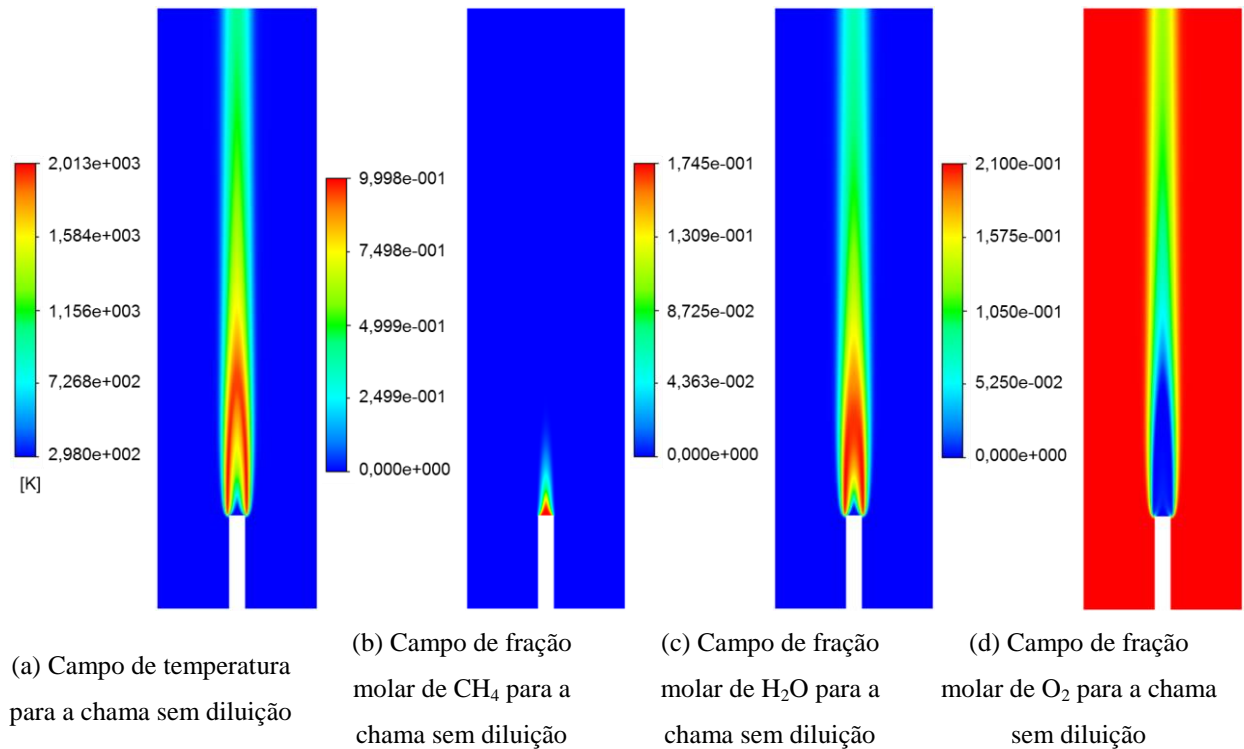 2,013e+003
1,584e+003
1,156e+003
7,268e+002
2,980e+002
[K]
9,998e-001
7,498e-001
4,999e-001
2,499e-001
0,000e+000
1,745e-001
1,309e-001
8,725e-002
4,363e-002
0,000e+000
2,100e-001
1,575e-001
1,050e-001
5,250e-002
0,000e+000
(a) Campo de temperatura
para a chama sem diluição
(b) Campo de fração
molar de CH₄ para a
chama sem diluição
(c) Campo de fração
molar de H₂O para a
chama sem diluição
(d) Campo de fração
molar de O₂ para a chama
sem diluição